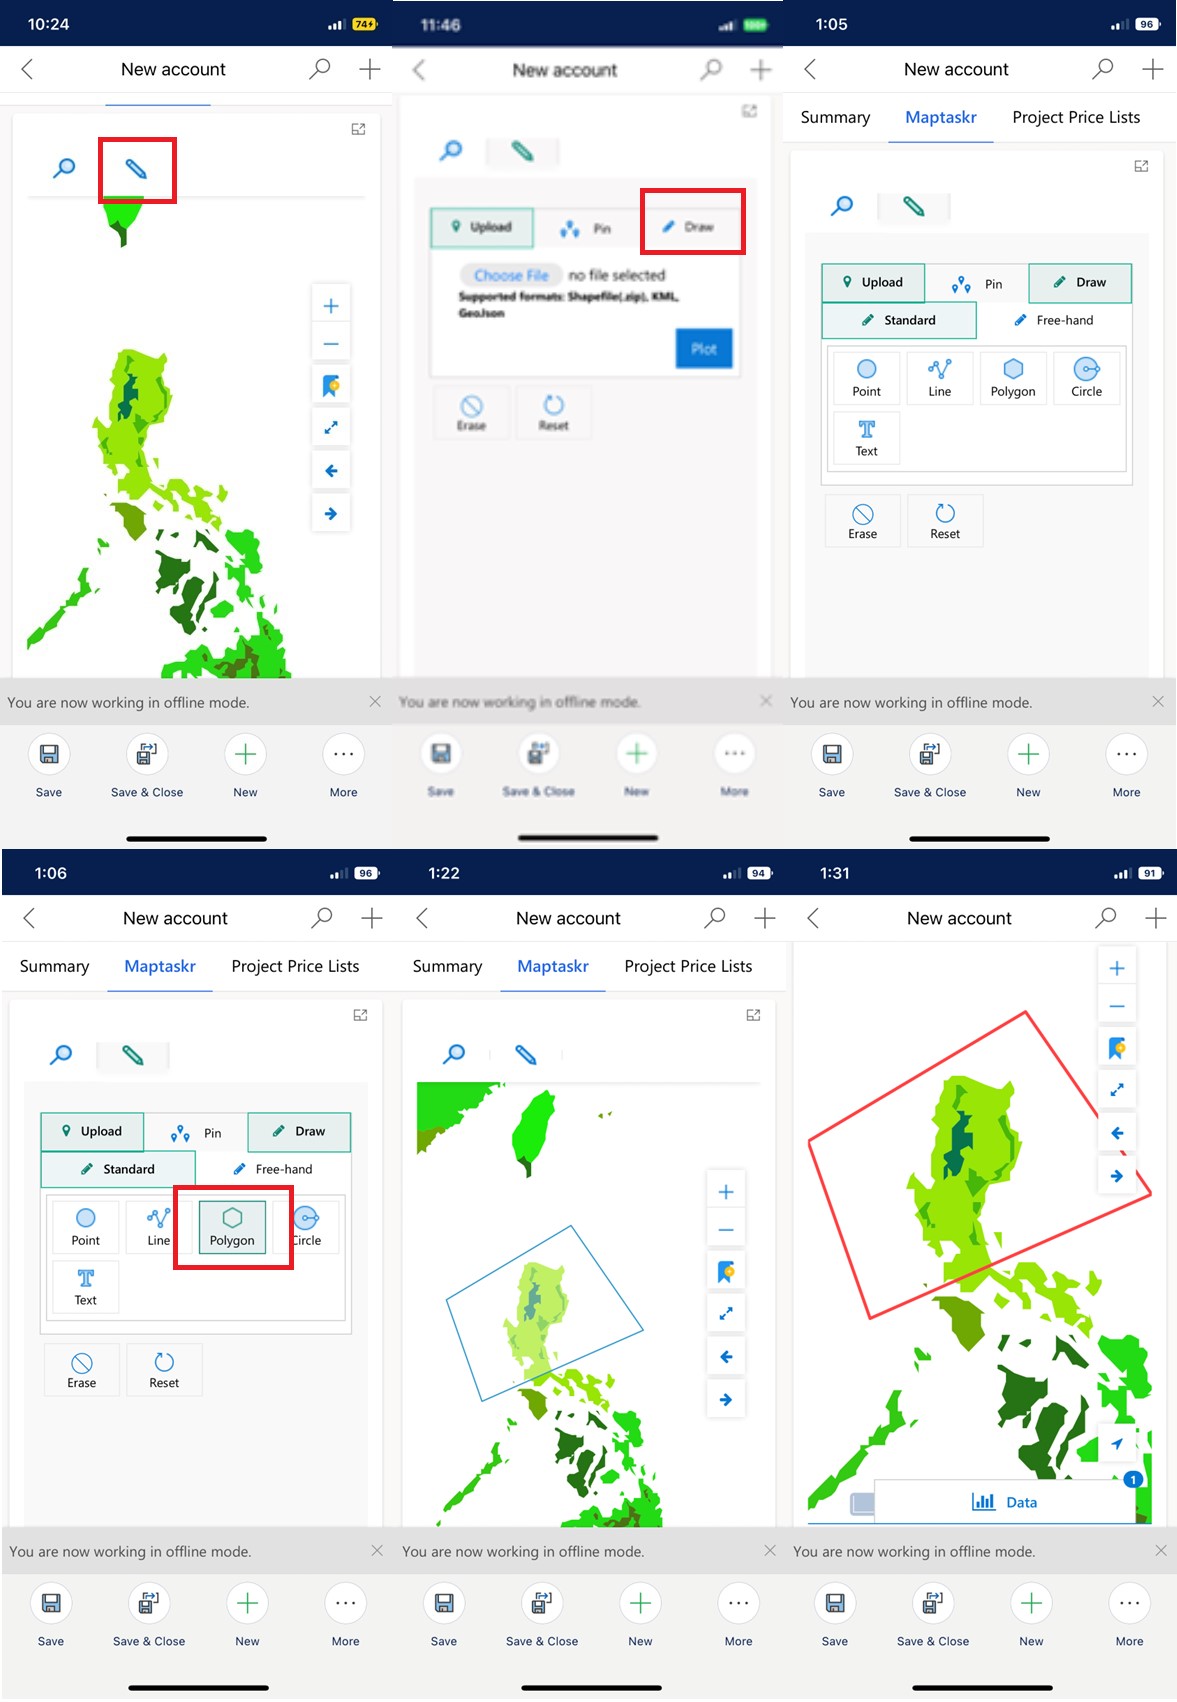 10:24
74
New account
You are now working in offline mode.
Save
Save & Close
New
More
11:46
100
New account
Upload
Pin
Draw
Choose File no file selected
Supported formats: Shapefile(.zip), KML,
GeoJson
Plot
Erase
Reset
You are now working in offline mode.
Save
Save & Close
New
More
1:05
96
New account
Summary
Maptaskr
Project Price Lists
Upload
Pin
Draw
Standard
Free-hand
Point
Line
Polygon
Circle
Text
Erase
Reset
You are now working in offline mode.
Save
Save & Close
New
More
1:06
96
New account
Summary
Maptaskr
Project Price Lists
Upload
Pin
Draw
Standard
Free-hand
Point
Line
Polygon
Circle
Text
Erase
Reset
You are now working in offline mode.
Save
Save & Close
New
More
1:22
94
New account
Summary
Maptaskr
Project Price Lists
You are now working in offline mode.
Save
Save & Close
New
More
1:31
91
New account
1
Data
You are now working in offline mode.
Save
Save & Close
New
More